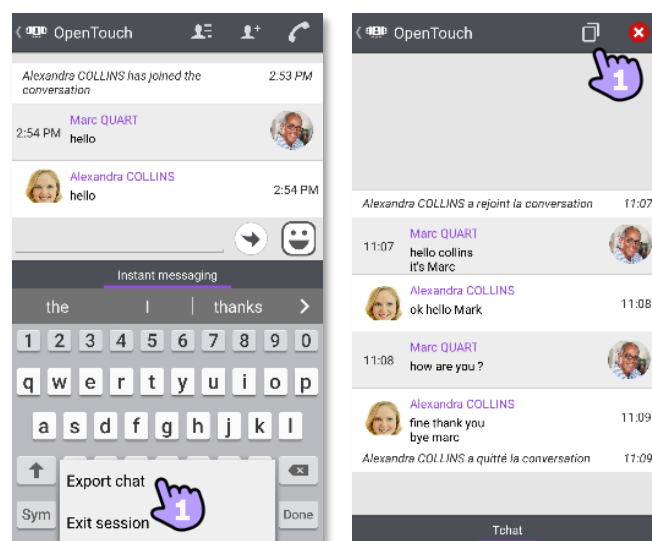 OpenTouch
Alexandra COLLINS has joined the
conversation
2:53 PM
Marc QUART
2:54 PM
hello
Alexandra COLLINS
hello
2:54 PM
Instant messaging
the
I
thanks
1 2 3 4 5 6 7 8 9 0
q w e r t y u i o p
a s d f g h j k l
Export chat
1
Sym
Exit session
Done
OpenTouch
1
Alexandra COLLINS a rejoint la conversation
11:07
Marc QUART
11:07
hello collins
it's Marc
Alexandra COLLINS
ok hello Mark
11:08
Marc QUART
11:08
how are you ?
Alexandra COLLINS
fine thank you
11:09
bye marc
Alexandra COLLINS a quitté la conversation
11:09
Tchat